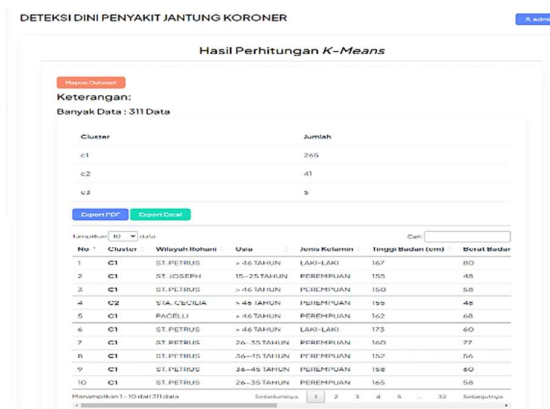 DETEKSI DINI PENYAKIT JANTUNG KORONER
admi
Hasil Perhitungan K-Means
Hapus Dataset
Keterangan:
Banyak Data : 311 Data
Cluster Jumlah
c1 265
c2 41
c3 5
Export PDF Export Excel
Tampilkan 10 data Cari:
No Cluster Wilayah Rohani Usia Jenis Kelamin Tinggi Badan (cm) Berat Badan
1 C1 ST. PETRUS > 46 TAHUN LAKI-LAKI 167 80
2 C1 ST. JOSEPH 15-25 TAHUN PEREMPUAN 155 48
3 C1 ST. PETRUS > 46 TAHUN PEREMPUAN 150 58
4 C2 STA. CECILIA > 46 TAHUN PEREMPUAN 155 48
5 C1 PACELLI > 46 TAHUN PEREMPUAN 162 68
6 C1 ST. PETRUS > 46 TAHUN LAKI-LAKI 173 60
7 C1 ST. PETRUS 26-35 TAHUN PEREMPUAN 160 77
8 C1 ST. PETRUS 36-45 TAHUN PEREMPUAN 152 56
9 C1 ST. PETRUS 36-45 TAHUN PEREMPUAN 158 60
10 C1 ST. PETRUS 26-35 TAHUN PEREMPUAN 165 58
Menampilkan 1 - 10 dari 311 data Sebelumnya 1 2 3 4 5 ... 32 Selanjutnya